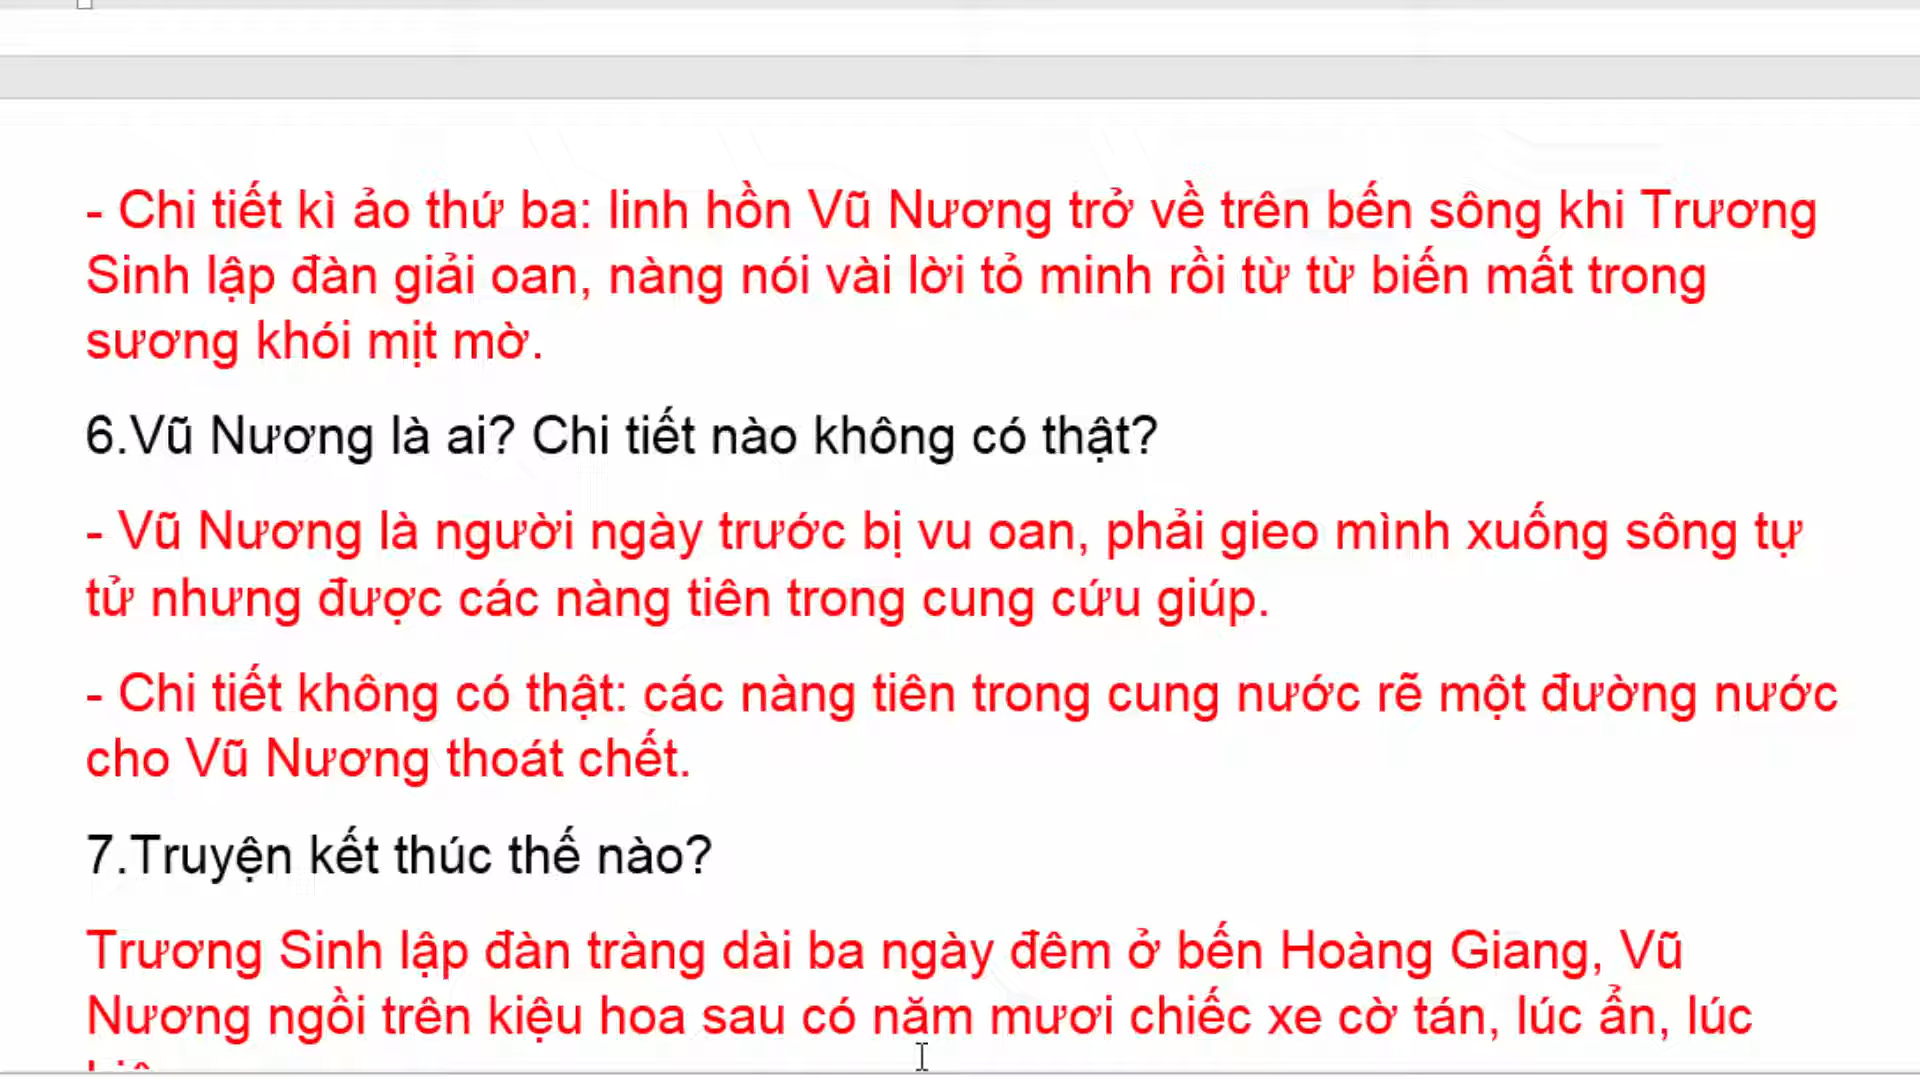 - Chi tiết kì ảo thứ ba: linh hồn Vũ Nương trở về trên bến sông khi Trương
Sinh lập đàn giải oan, nàng nói vài lời tỏ minh rồi từ từ biến mất trong
sương khói mịt mờ.
6.Vũ Nương là ai? Chi tiết nào không có thật?
- Vũ Nương là người ngày trước bị vu oan, phải gieo mình xuống sông tự
tử nhưng được các nàng tiên trong cung cứu giúp.
- Chi tiết không có thật: các nàng tiên trong cung nước rẽ một đường nước
cho Vũ Nương thoát chết.
7.Truyện kết thúc thế nào?
Trương Sinh lập đàn tràng dài ba ngày đêm ở bến Hoàng Giang, Vũ
Nương ngồi trên kiệu hoa sau có năm mươi chiếc xe cờ tán, lúc ẩn, lúc